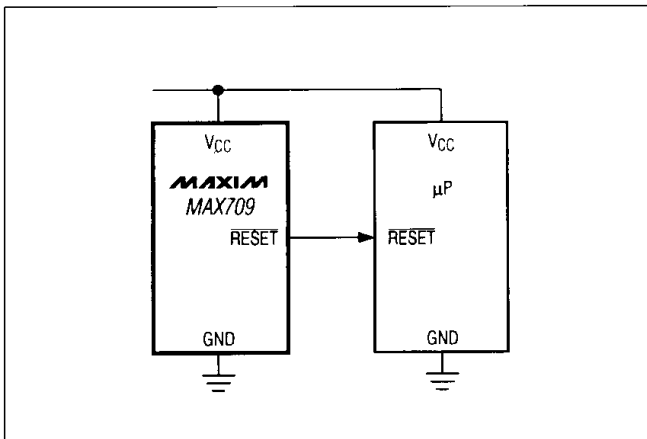 VCC VCC
MAXIM
MAX709
µP
RESET RESET
GND GND